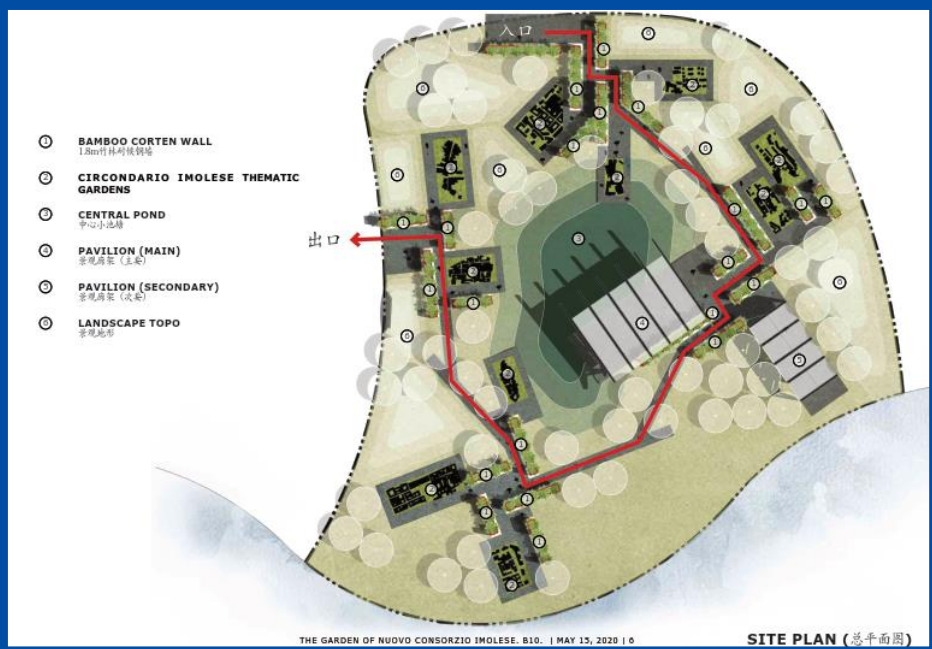 入口
① BAMBOO CORTEN WALL
1.8m竹林耐候钢墙
② CIRCONDARIO IMOLESE THEMATIC
GARDENS
③ CENTRAL POND
中心小池塘
④ PAVILION (MAIN)
景观廊架（主要）
⑤ PAVILION (SECONDARY)
景观廊架（次要）
⑥ LANDSCAPE TOPO
景观地形
出口
THE GARDEN OF NUOVO CONSORZIO IMOLESE. B10. | MAY 15, 2020 | 6
SITE PLAN (总平面图)